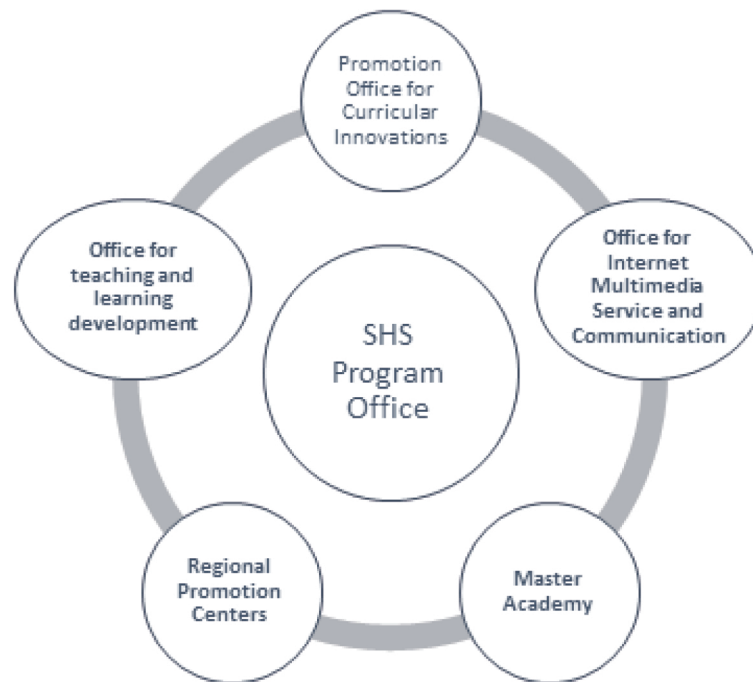 Promotion
Office for
Curricular
Innovations
Office for
teaching and
learning
development
Office for
Internet
Multimedia
Service and
Communication
SHS
Program
Office
Regional
Promotion
Centers
Master
Academy